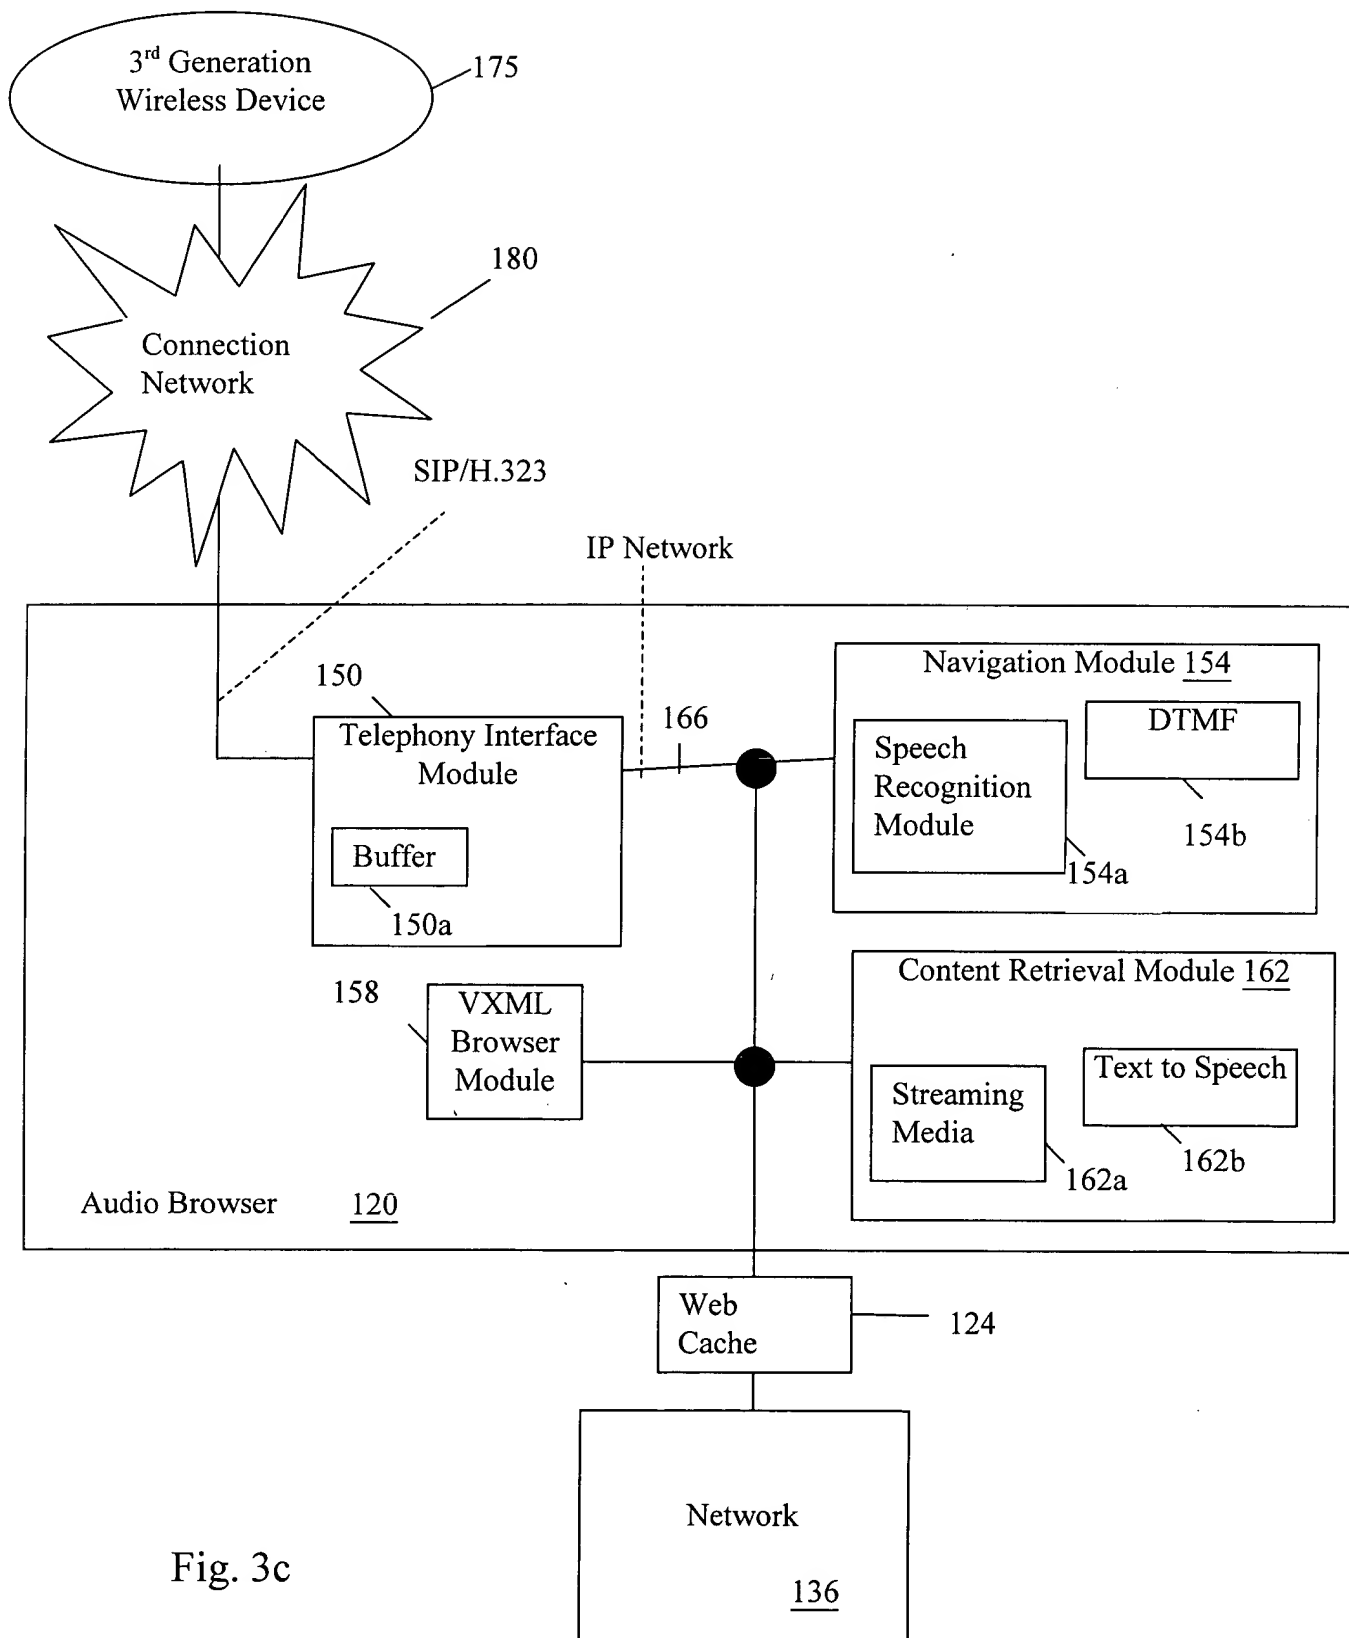 3rd Generation
Wireless Device
175
180
Connection
Network
SIP/H.323
IP Network
150
Telephony Interface
Module
Buffer
150a
166
Navigation Module 154
Speech
Recognition
Module
154a
DTMF
154b
158
VXML
Browser
Module
Content Retrieval Module 162
Streaming
Media
162a
Text to Speech
162b
Audio Browser 120
Web
Cache
124
Network
136
Fig. 3c